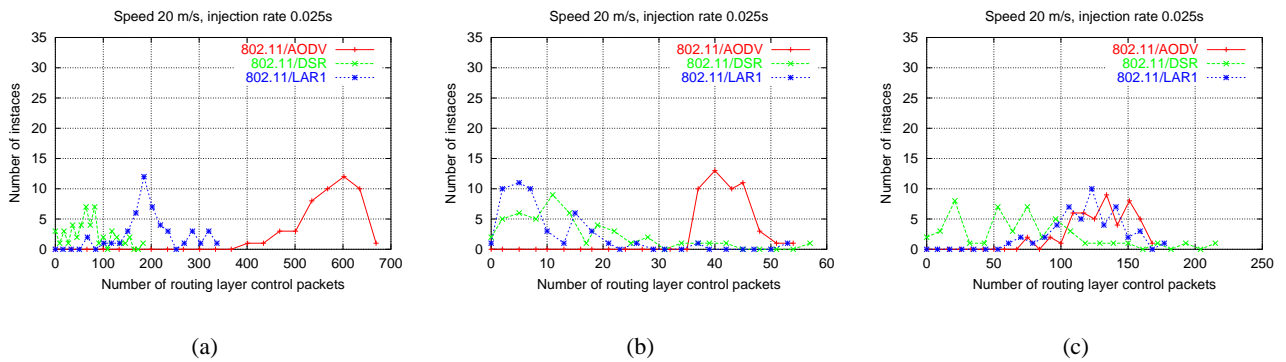 Speed 20 m/s, injection rate 0.025s
35
30
25
20
15
10
5
0
Number of instaces
802.11/AODV
802.11/DSR
802.11/LAR1
0 100 200 300 400 500 600 700
Number of routing layer control packets
(a)
Speed 20 m/s, injection rate 0.025s
35
30
25
20
15
10
5
0
Number of instaces
802.11/AODV
802.11/DSR
802.11/LAR1
0 10 20 30 40 50 60
Number of routing layer control packets
(b)
Speed 20 m/s, injection rate 0.025s
35
30
25
20
15
10
5
0
Number of instaces
802.11/AODV
802.11/DSR
802.11/LAR1
0 50 100 150 200 250
Number of routing layer control packets
(c)